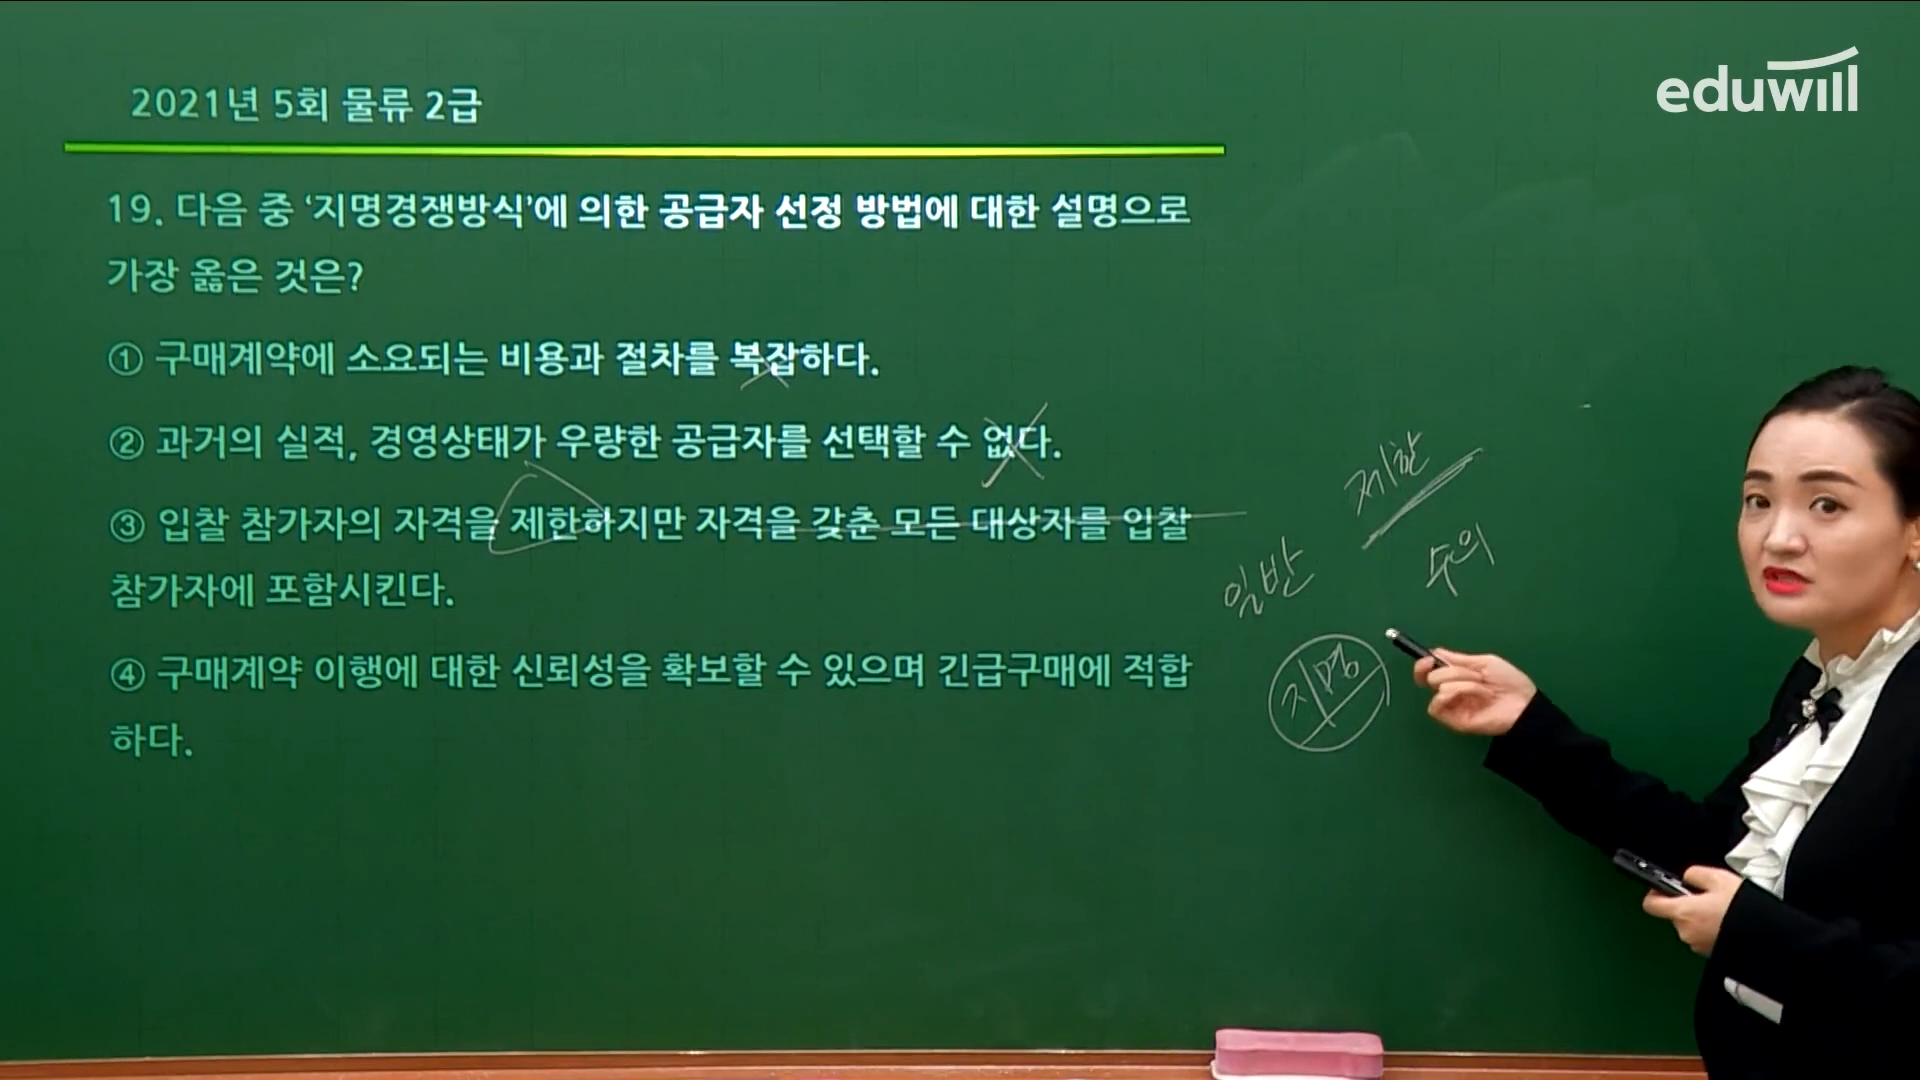 eduwill
2021년 5회 물류 2급
19. 다음 중 ‘지명경쟁방식’에 의한 공급자 선정 방법에 대한 설명으로
가장 옳은 것은?
① 구매계약에 소요되는 비용과 절차를 복잡하다.
② 과거의 실적, 경영상태가 우량한 공급자를 선택할 수 없다.
③ 입찰 참가자의 자격을 제한하지만 자격을 갖춘 모든 대상자를 입찰
참가자에 포함시킨다.
④ 구매계약 이행에 대한 신뢰성을 확보할 수 있으며 긴급구매에 적합
하다.
제한
일반
수의
지명